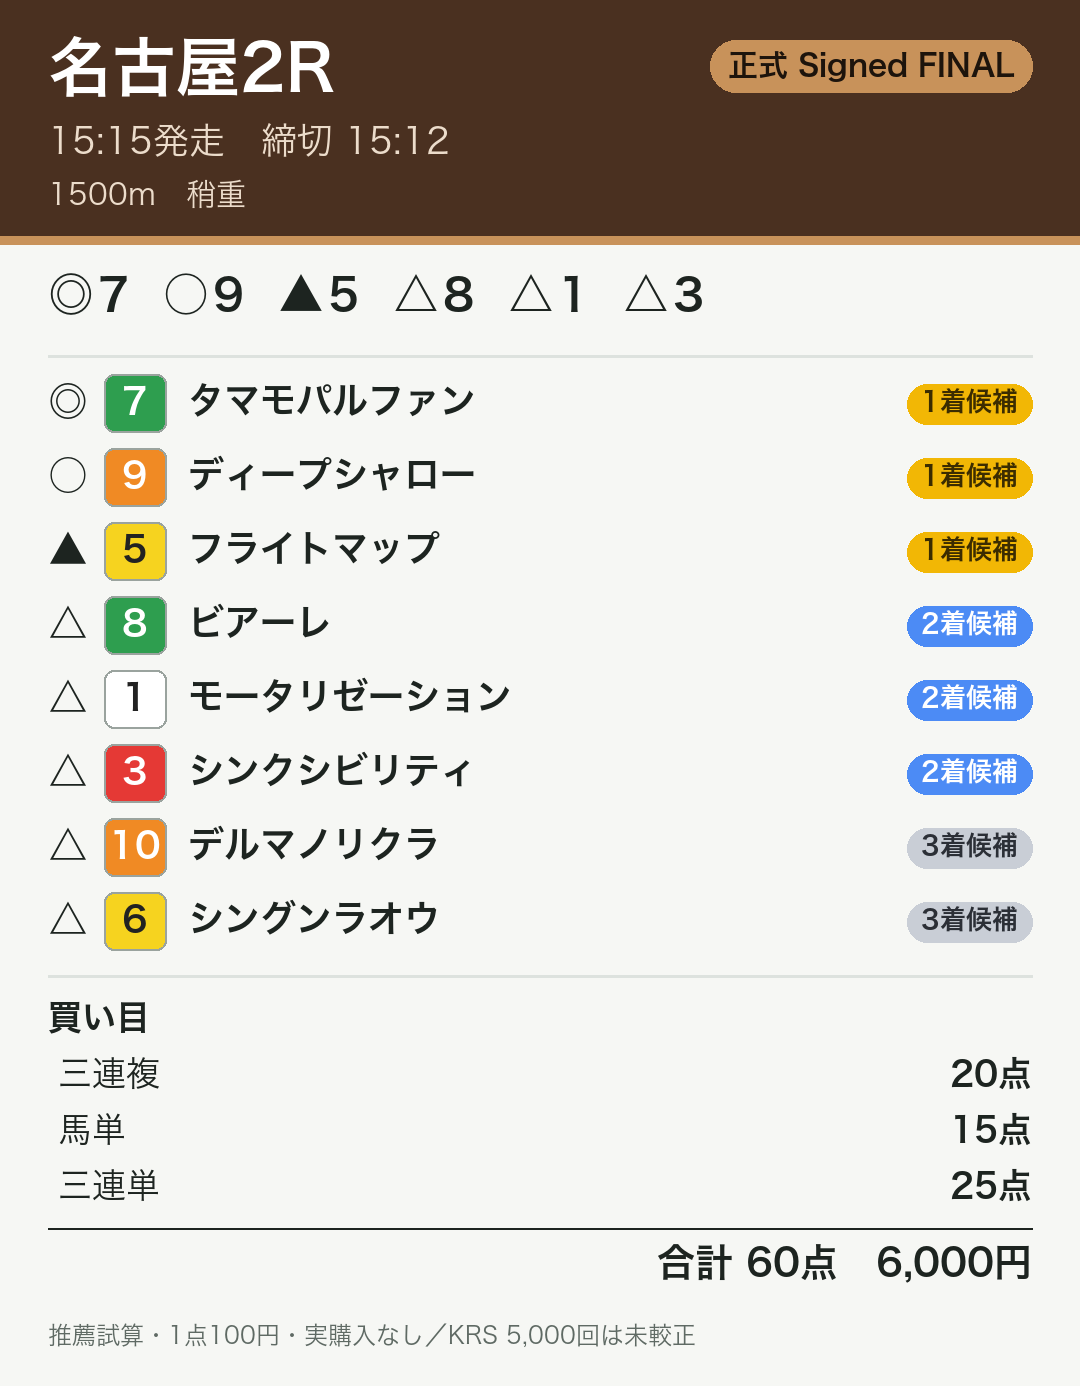 名古屋2R 正式 Signed FINAL
15:15発走 締切 15:12
1500m 稍重
◎7 ○9 ▲5 △8 △1 △3
◎ 7 タマモパルファン 1着候補
○ 9 ディープシャロー 1着候補
▲ 5 フライトマップ 1着候補
△ 8 ビアーレ 2着候補
△ 1 モータリゼーション 2着候補
△ 3 シンクシビリティ 2着候補
△ 10 デルマノリクラ 3着候補
△ 6 シングンラオウ 3着候補
買い目
三連複 20点
馬単 15点
三連単 25点
合計 60点 6,000円
推薦試算・1点100円・実購入なし／KRS 5,000回は未較正